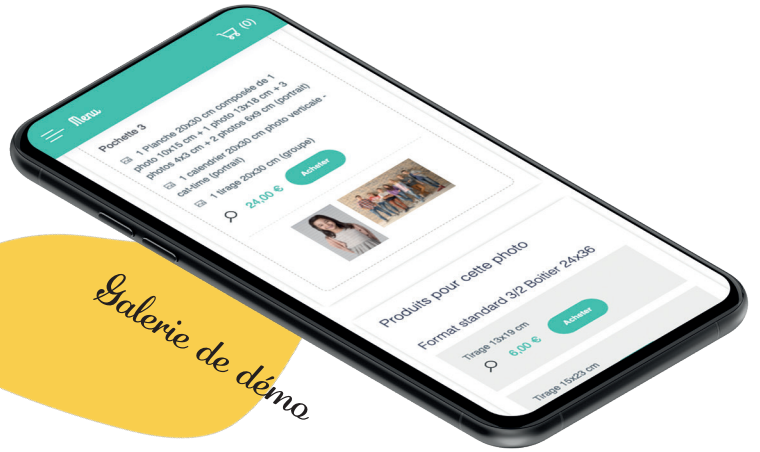 Menu
(0)
Pochette 3
1 Planche 20x30 cm composée de 1
photo 10x15 cm + 1 photo 13x18 cm + 3
photos 4x3 cm + 2 photos 6x9 cm (portrait)
1 calendrier 20x30 cm photo verticale -
cat-time (portrait)
1 tirage 20x30 cm (groupe)
24,00 €
Acheter
Produits pour cette photo
Format standard 3/2 Boitier 24x36
Tirage 13x19 cm
6,00 €
Acheter
Tirage 15x23 cm
Galerie de démo